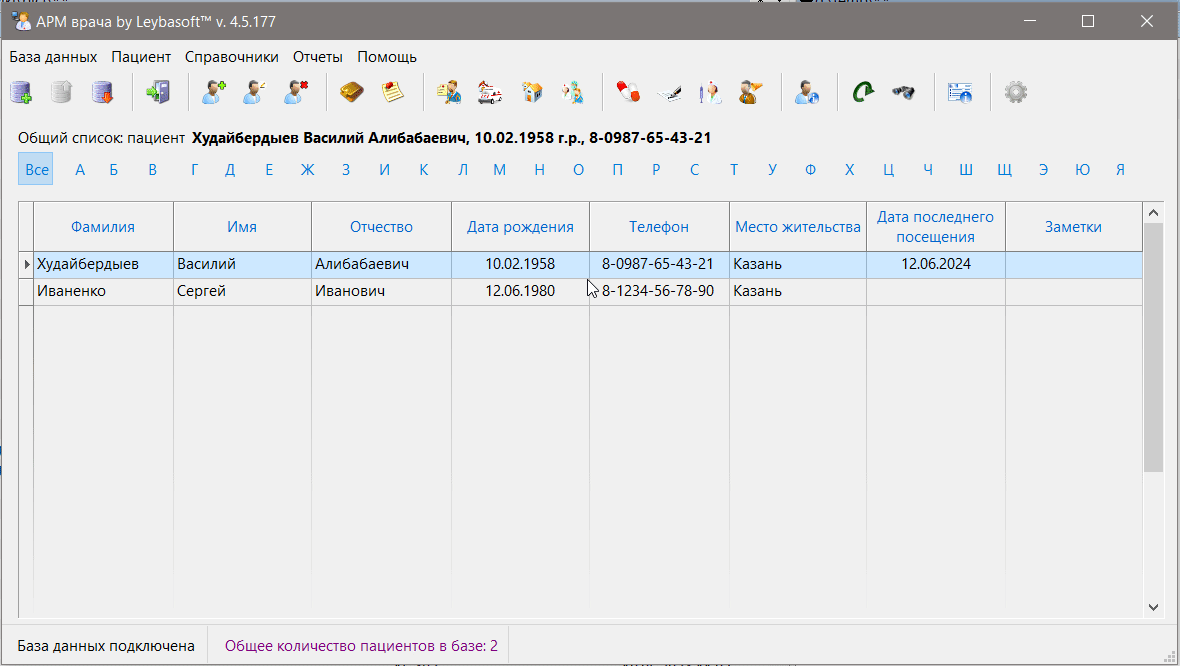 АРМ врача by Leybasoft™ v. 4.5.177
База данных Пациент Справочники Отчеты Помощь
Общий список: пациент Худайбердыев Василий Алибабаевич, 10.02.1958 г.р., 8-0987-65-43-21
Все А Б В Г Д Е Ж З И К Л М Н О П Р С Т У Ф Х Ц Ч Ш Щ Э Ю Я
Фамилия Имя Отчество Дата рождения Телефон Место жительства Дата последнего посещения Заметки
Худайбердыев Василий Алибабаевич 10.02.1958 8-0987-65-43-21 Казань 12.06.2024
Иваненко Сергей Иванович 12.06.1980 8-1234-56-78-90 Казань
База данных подключена Общее количество пациентов в базе: 2